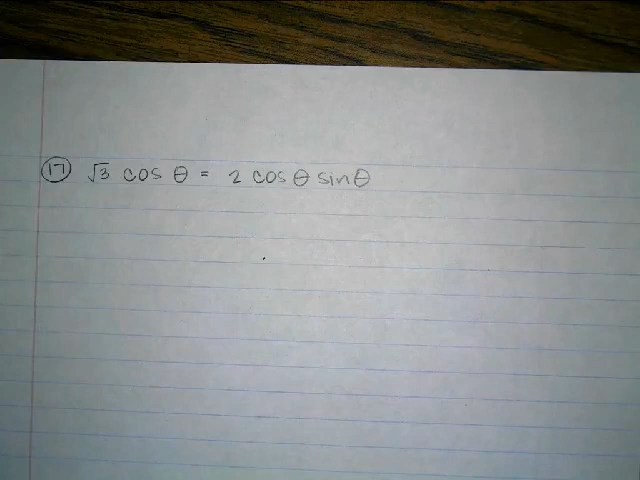 17 √3 cos θ = 2 cos θ sin θ